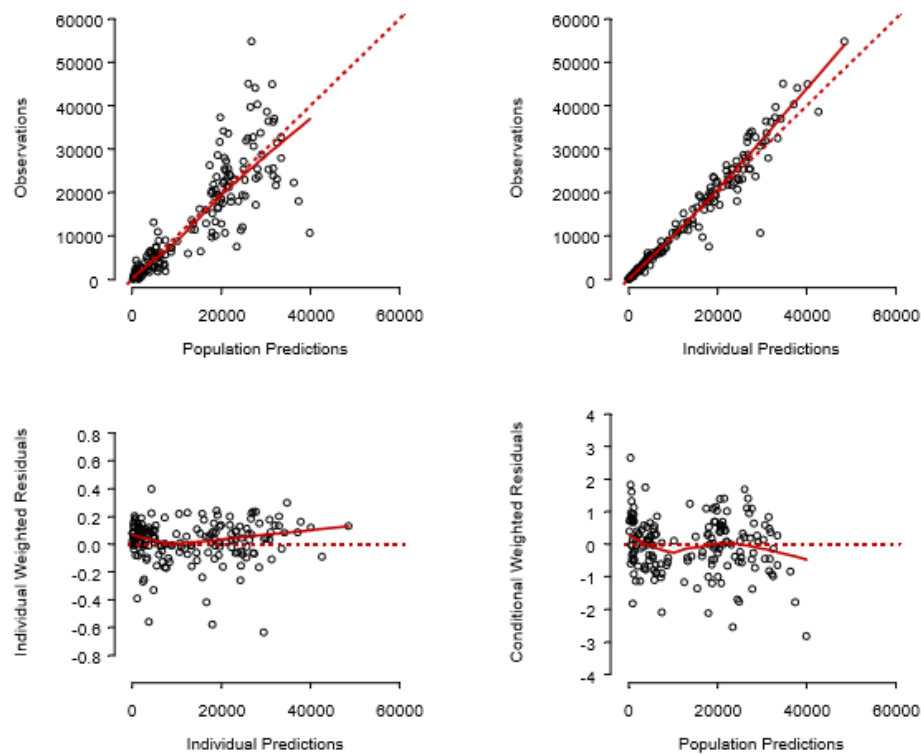 60000
50000
40000
30000
20000
10000
0
Observations
0 20000 40000 60000
Population Predictions
60000
50000
40000
30000
20000
10000
0
Observations
0 20000 40000 60000
Individual Predictions
0.8
0.6
0.4
0.2
0.0
-0.2
-0.4
-0.6
-0.8
Individual Weighted Residuals
0 20000 40000 60000
Individual Predictions
4
3
2
1
0
-1
-2
-3
-4
Conditional Weighted Residuals
0 20000 40000 60000
Population Predictions